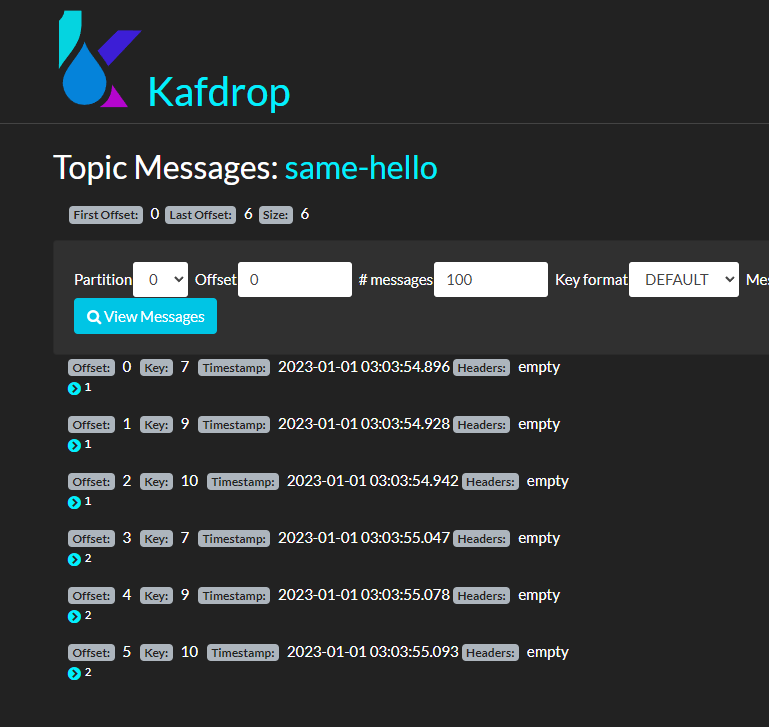 Kafdrop
Topic Messages: same-hello
First Offset: 0 Last Offset: 6 Size: 6
Partition 0 Offset 0 # messages 100 Key format DEFAULT Mes
View Messages
Offset: 0 Key: 7 Timestamp: 2023-01-01 03:03:54.896 Headers: empty
1
Offset: 1 Key: 9 Timestamp: 2023-01-01 03:03:54.928 Headers: empty
1
Offset: 2 Key: 10 Timestamp: 2023-01-01 03:03:54.942 Headers: empty
1
Offset: 3 Key: 7 Timestamp: 2023-01-01 03:03:55.047 Headers: empty
2
Offset: 4 Key: 9 Timestamp: 2023-01-01 03:03:55.078 Headers: empty
2
Offset: 5 Key: 10 Timestamp: 2023-01-01 03:03:55.093 Headers: empty
2